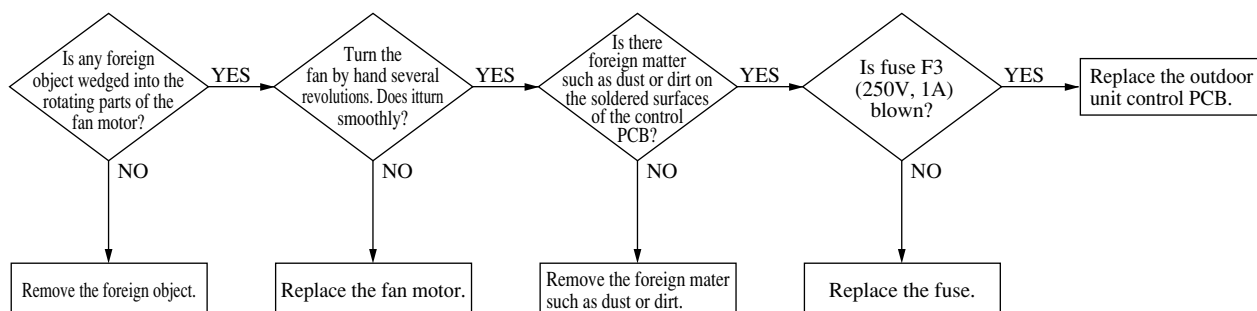 Is any foreign
object wedged into the
rotating parts of the
fan motor?
YES
NO
Remove the foreign object.
Turn the
fan by hand several
revolutions. Does itturn
smoothly?
YES
NO
Replace the fan motor.
Is there
foreign matter
such as dust or dirt on
the soldered surfaces
of the control
PCB?
YES
NO
Remove the foreign mater
such as dust or dirt.
Is fuse F3
(250V, 1A)
blown?
YES
NO
Replace the fuse.
Replace the outdoor
unit control PCB.